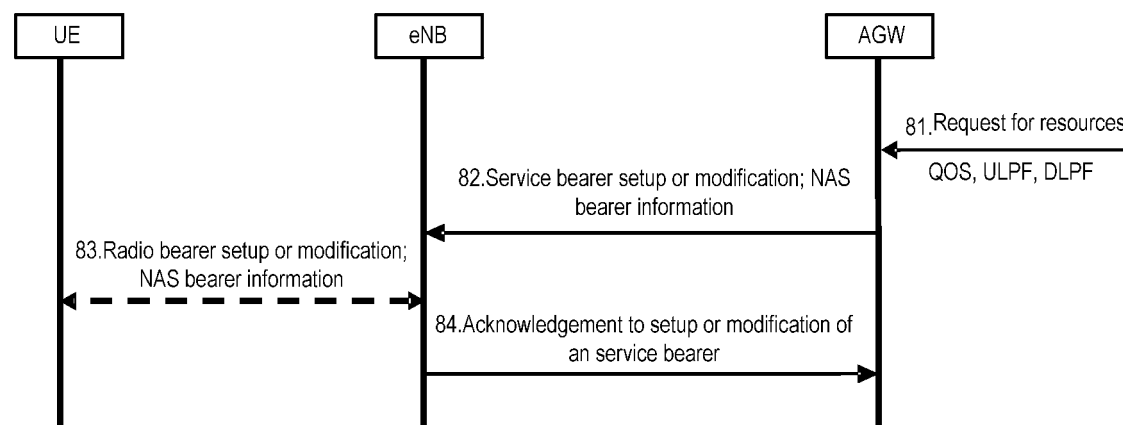 UE
eNB
AGW
81.Request for resources
QOS, ULPF, DLPF
82.Service bearer setup or modification; NAS
bearer information
83.Radio bearer setup or modification;
NAS bearer information
84.Acknowledgement to setup or modification of
an service bearer